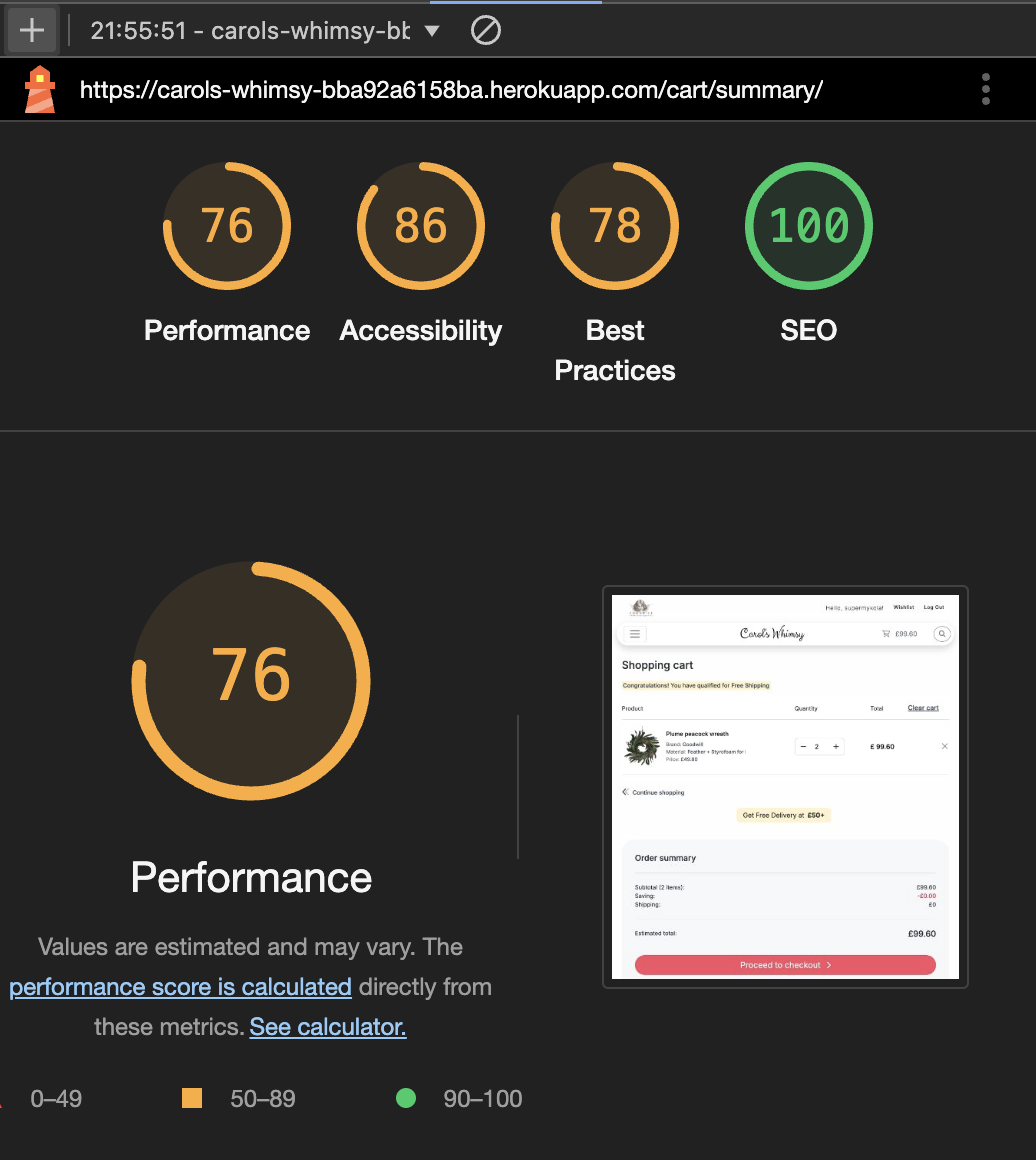 21:55:51 - carols-whimsy-bb
https://carols-whimsy-bba92a6158ba.herokuapp.com/cart/summary/
76 86 78 100
Performance Accessibility Best Practices SEO
76
Performance
Values are estimated and may vary. The
performance score is calculated directly from
these metrics. See calculator.
0–49 50–89 90–100
Hello, supermykola! Wishlist Log Out
Carol's Whimsy £99.60
Shopping cart
Congratulations! You have qualified for Free Shipping
Product Quantity Total Clear cart
Plume peacock wreath
Brand: Goodwill
Material: Feather + Styrofoam for
Price: £49.80
2 £ 99.60
Continue shopping
Get Free Delivery at £50+
Order summary
Subtotal (2 items): £99.60
Saving: -£0.00
Shipping: £0
Estimated total: £99.60
Proceed to checkout